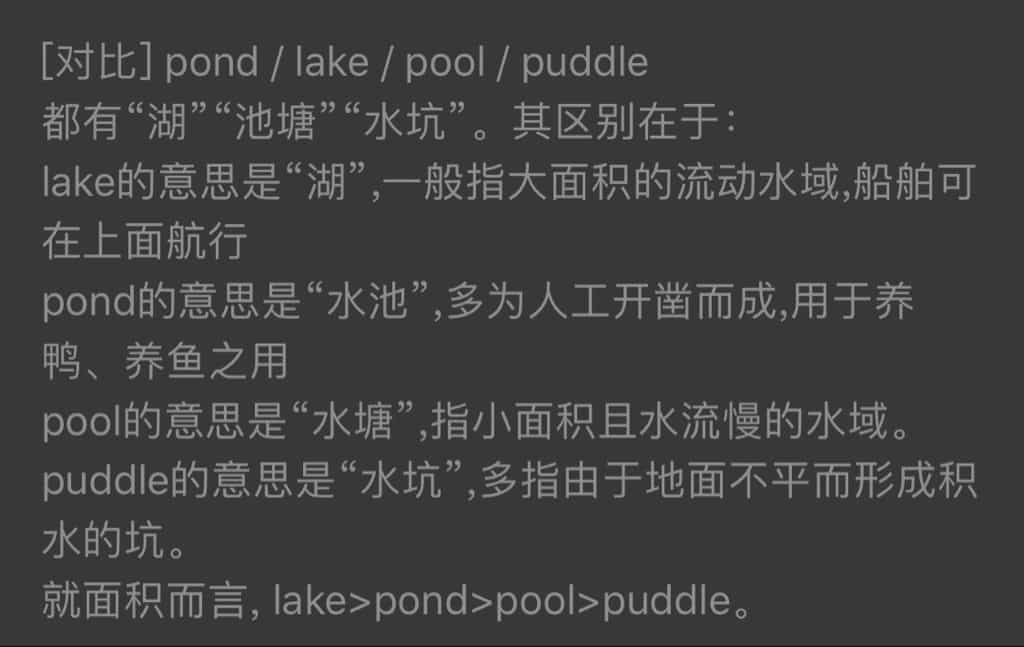 [对比] pond / lake / pool / puddle
都有“湖”“池塘”“水坑”。其区别在于：
lake的意思是“湖”,一般指大面积的流动水域,船舶可
在上面航行
pond的意思是“水池”,多为人工开凿而成,用于养
鸭、养鱼之用
pool的意思是“水塘”,指小面积且水流慢的水域。
puddle的意思是“水坑”,多指由于地面不平而形成积
水的坑。
就面积而言, lake>pond>pool>puddle。